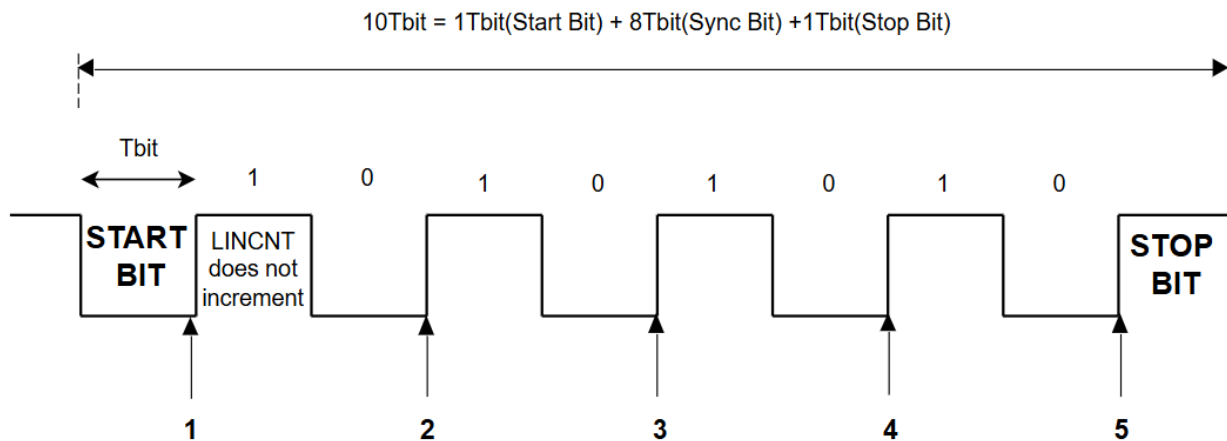 10Tbit = 1Tbit(Start Bit) + 8Tbit(Sync Bit) +1Tbit(Stop Bit)
Tbit
1 0 1 0 1 0 1 0
START
BIT
LINCNT
does not
increment
STOP
BIT
1 2 3 4 5